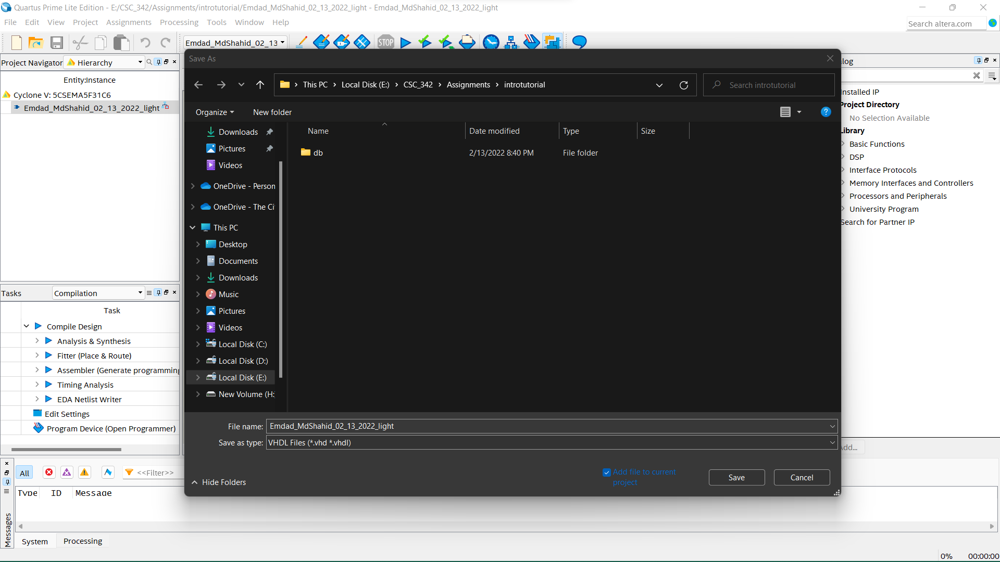 Quartus Prime Lite Edition - E:/CSC_342/Assignments/introtutorial/Emdad_MdShahid_02_13_2022_light - Emdad_MdShahid_02_13_2022_light
File Edit View Project Assignments Processing Tools Window Help
Search altera.com
Emdad_MdShahid_02_13
STOP
Project Navigator Hierarchy
Entity:Instance
Cyclone V: 5CSEMA5F31C6
Emdad_MdShahid_02_13_2022_light
Tasks Compilation
Task
Compile Design
Analysis & Synthesis
Fitter (Place & Route)
Assembler (Generate programming
Timing Analysis
EDA Netlist Writer
Edit Settings
Program Device (Open Programmer)
Save As
This PC Local Disk (E:) CSC_342 Assignments introtutorial
Search introtutorial
Organize New folder
?
Downloads
Pictures
Videos
OneDrive - Person
OneDrive - The Ci
This PC
Desktop
Documents
Downloads
Music
Pictures
Videos
Local Disk (C:)
Local Disk (D:)
Local Disk (E:)
New Volume (H:
Name Date modified Type Size
db 2/13/2022 8:40 PM File folder
File name: Emdad_MdShahid_02_13_2022_light
Save as type: VHDL Files (*.vhd *.vhdl)
Hide Folders
Add file to current
project
Save Cancel
log
Installed IP
Project Directory
No Selection Available
Library
Basic Functions
DSP
Interface Protocols
Memory Interfaces and Controllers
Processors and Peripherals
University Program
Search for Partner IP
dd...
All <<Filter>>
Type ID Message
Messages
System Processing
0% 00:00:00